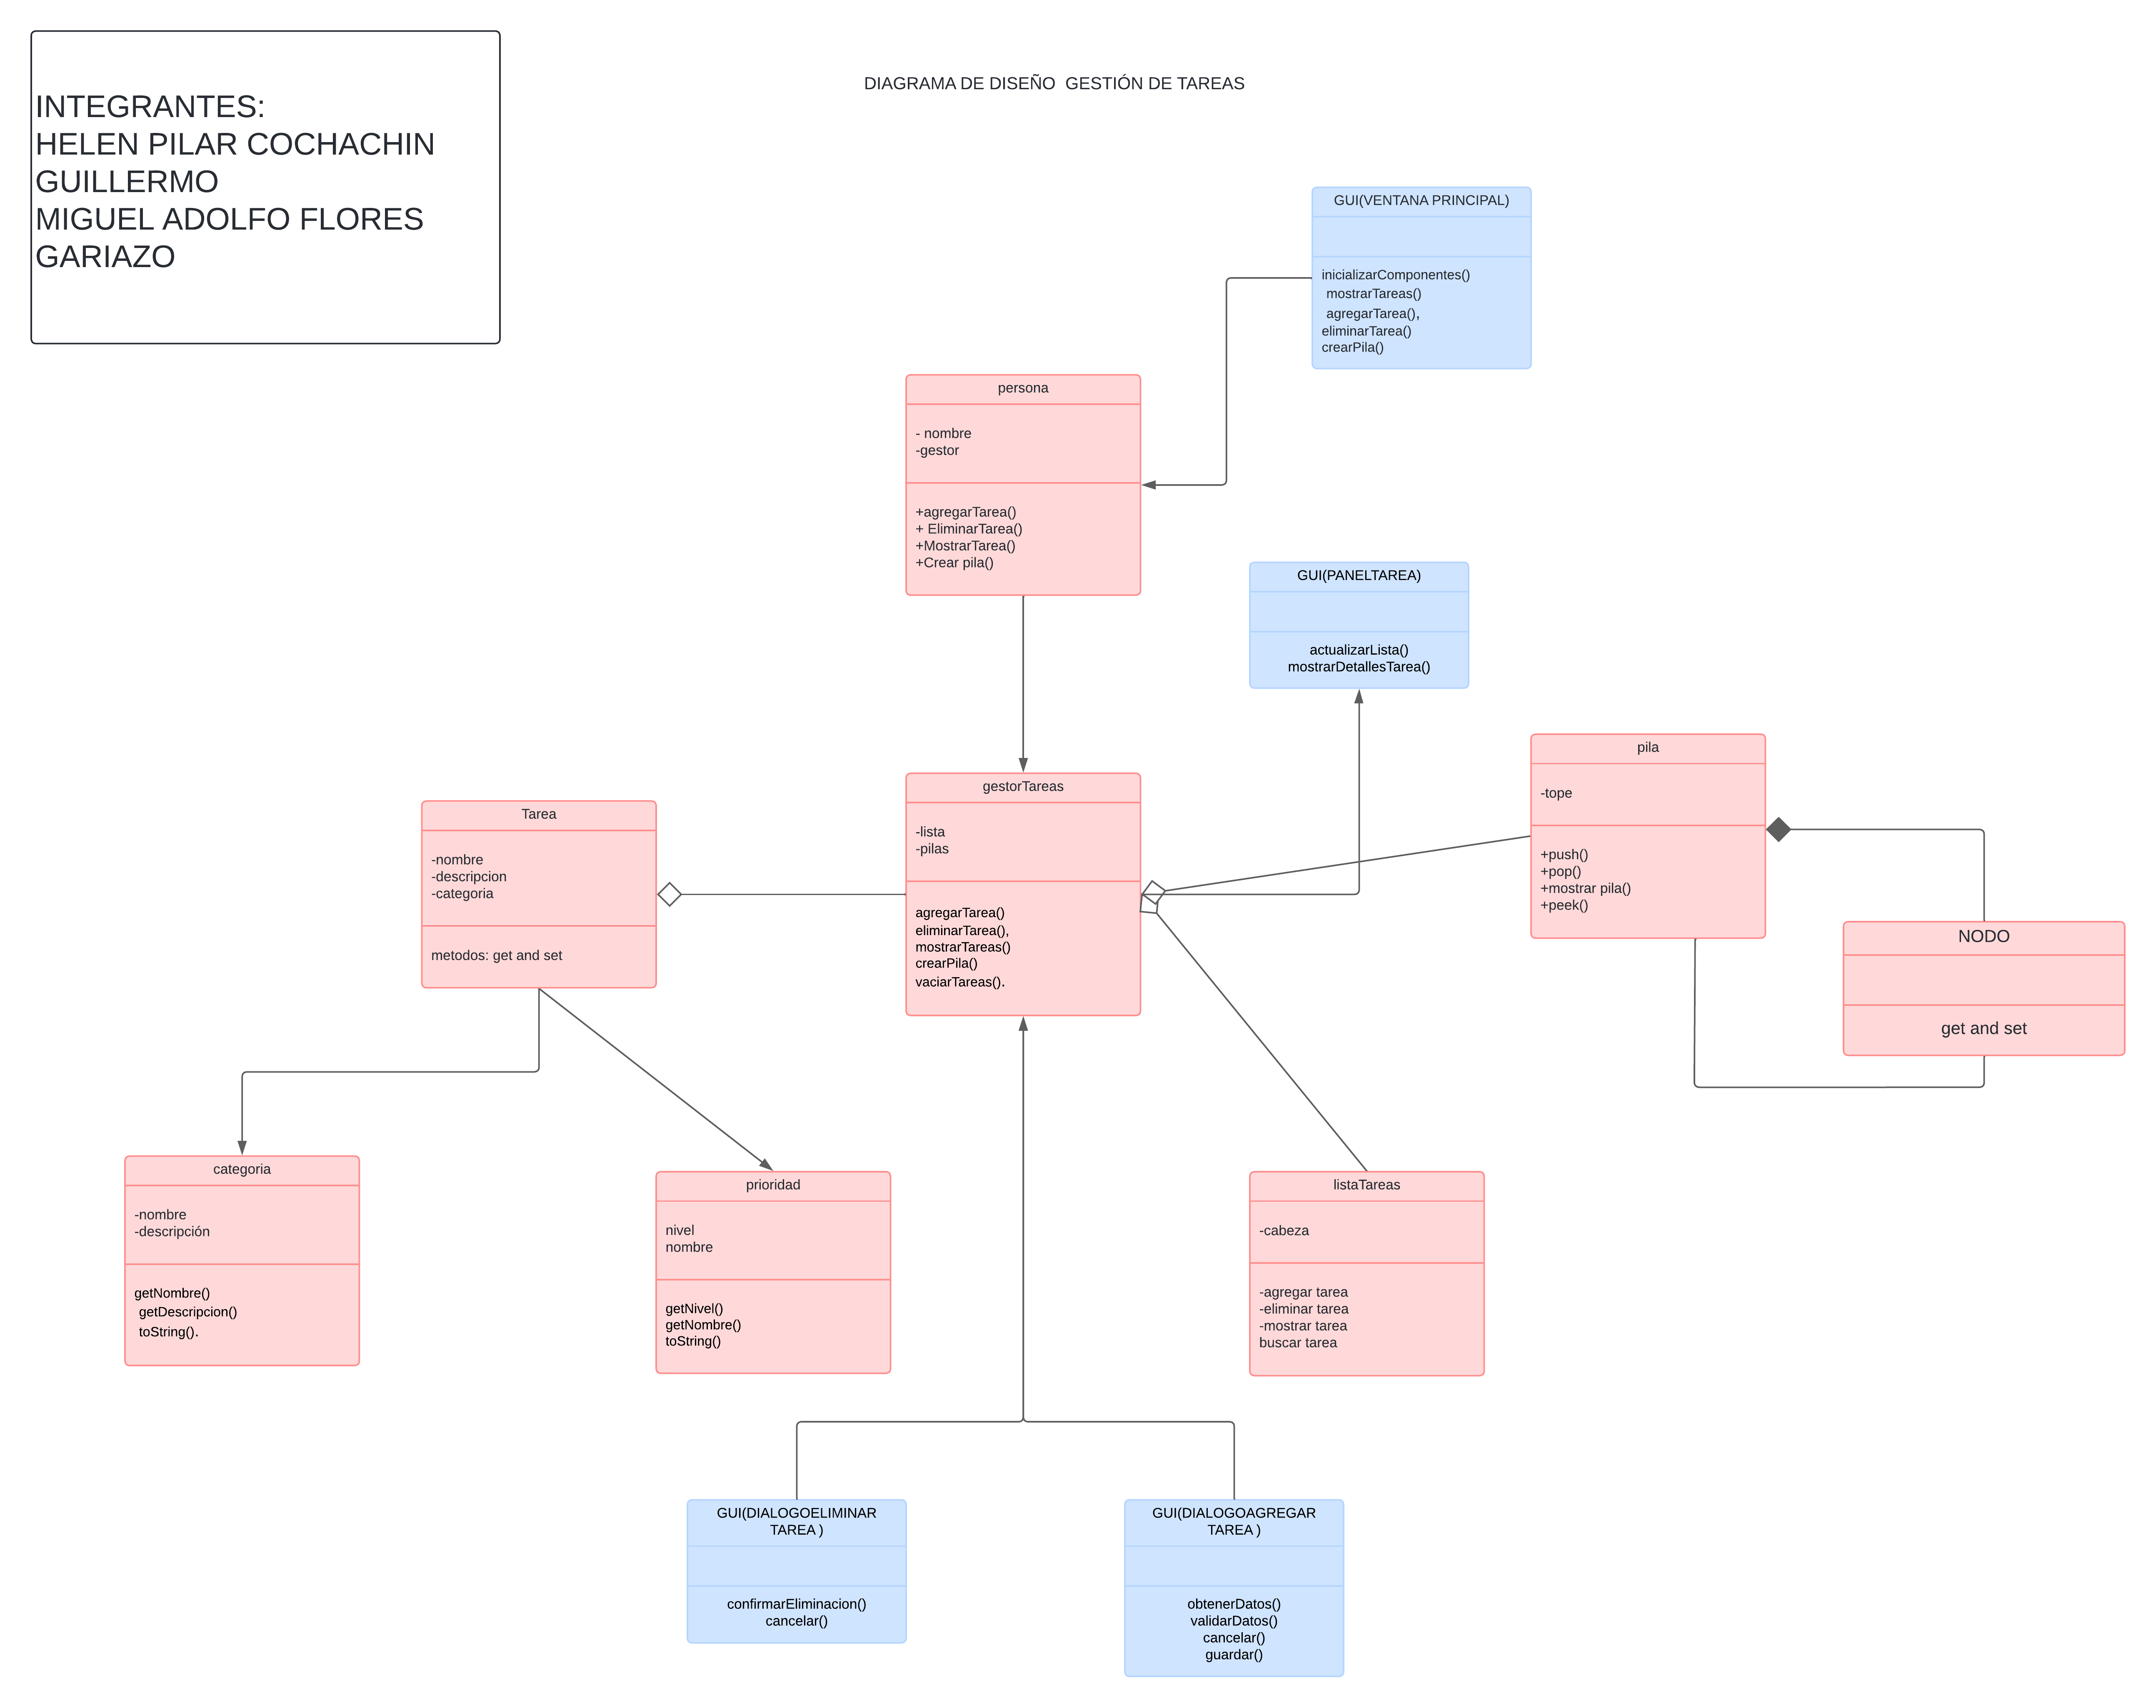 INTEGRANTES:
HELEN PILAR COCHACHIN
GUILLERMO
MIGUEL ADOLFO FLORES
GARIAZO
DIAGRAMA DE DISEÑO  GESTIÓN DE TAREAS
GUI(VENTANA PRINCIPAL)
inicializarComponentes()
mostrarTareas()
agregarTarea(),
eliminarTarea()
crearPila()
persona
- nombre
-gestor
+agregarTarea()
+ EliminarTarea()
+MostrarTarea()
+Crear pila()
GUI(PANELTAREA)
actualizarLista()
mostrarDetallesTarea()
pila
-tope
+push()
+pop()
+mostrar pila()
+peek()
gestorTareas
-lista
-pilas
agregarTarea()
eliminarTarea(),
mostrarTareas()
crearPila()
vaciarTareas().
Tarea
-nombre
-descripcion
-categoria
metodos: get and set
NODO
get and set
categoria
-nombre
-descripción
getNombre()
getDescripcion()
toString().
prioridad
nivel
nombre
getNivel()
getNombre()
toString()
listaTareas
-cabeza
-agregar tarea
-eliminar tarea
-mostrar tarea
buscar tarea
GUI(DIALOGOELIMINAR
TAREA )
confirmarEliminacion()
cancelar()
GUI(DIALOGOAGREGAR
TAREA )
obtenerDatos()
validarDatos()
cancelar()
guardar()